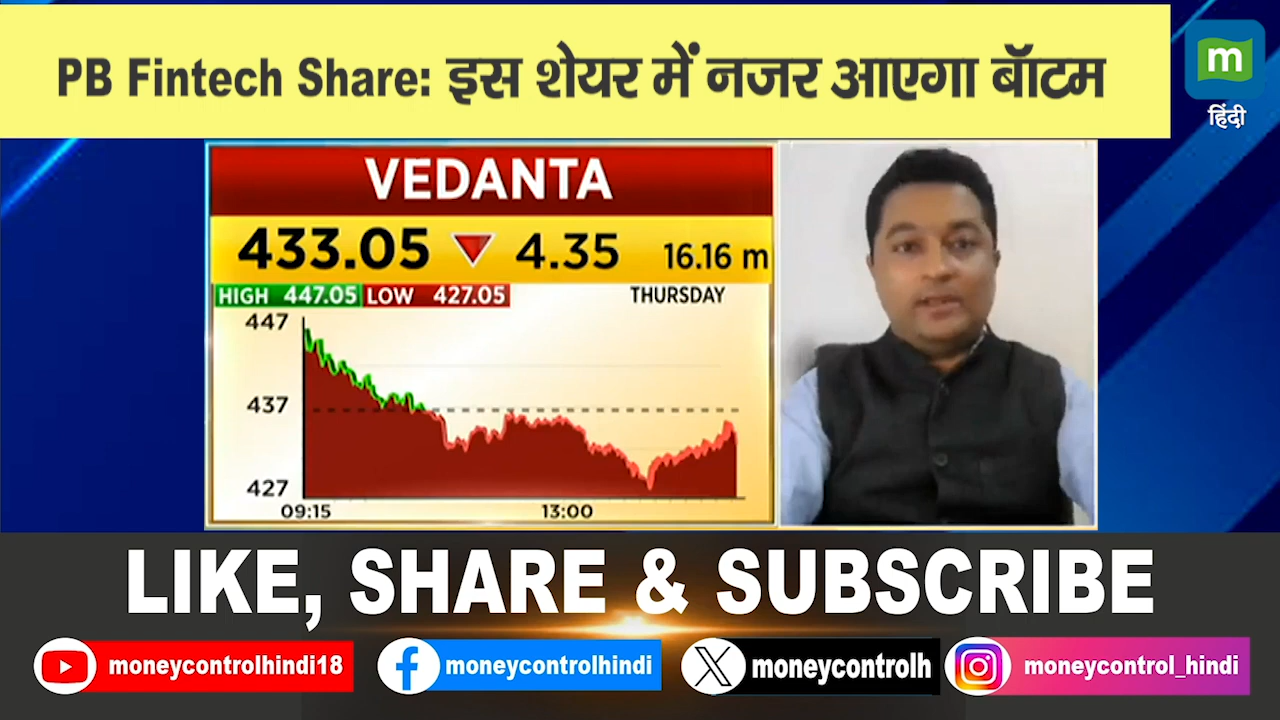 PB Fintech Share: इस शेयर में नजर आएगा बॅाटम
m
हिंदी
VEDANTA
433.05 4.35 16.16 m
HIGH 447.05 LOW 427.05 THURSDAY
447
437
427
09:15 13:00
LIKE, SHARE & SUBSCRIBE
moneycontrolhindi18 moneycontrolhindi moneycontrolh moneycontrol_hindi